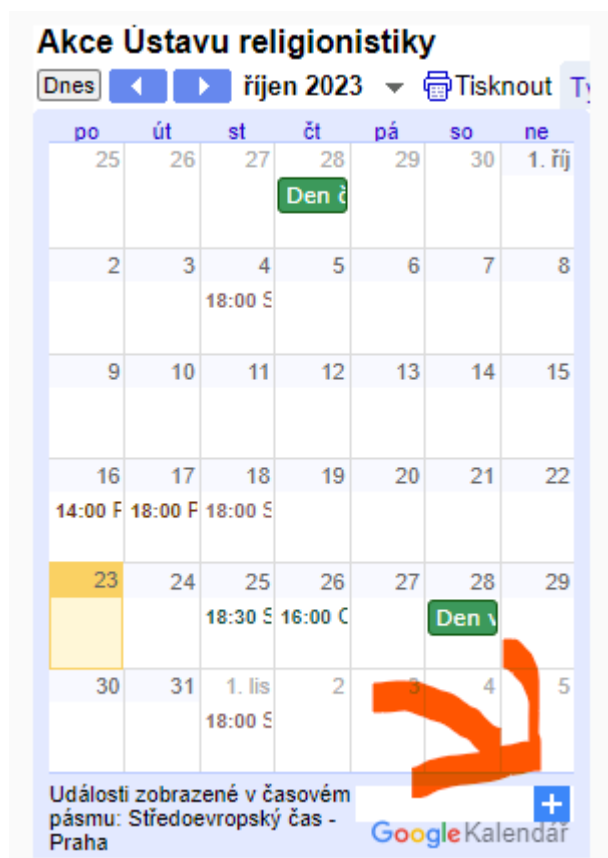 Akce Ústavu religionistiky
Dnes říjen 2023 Tisknout
po út st čt pá so ne
25 26 27 28 29 30 1. říj
Den
2 3 4 5 6 7 8
18:00 S
9 10 11 12 13 14 15
16 17 18 19 20 21 22
14:00 F 18:00 F 18:00 S
23 24 25 26 27 28 29
18:30 S 16:00 Den v
30 31 1. lis 2 3 4 5
18:00 S
Události zobrazené v časovém
pásmu: Středoevropský čas -
Praha
Google Kalendář